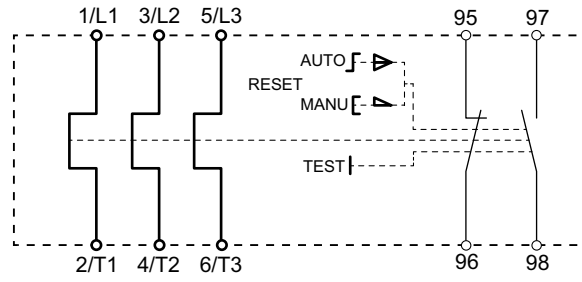 1/L1 3/L2 5/L3 95 97
AUTO
RESET
MANU
TEST
2/T1 4/T2 6/T3 96 98